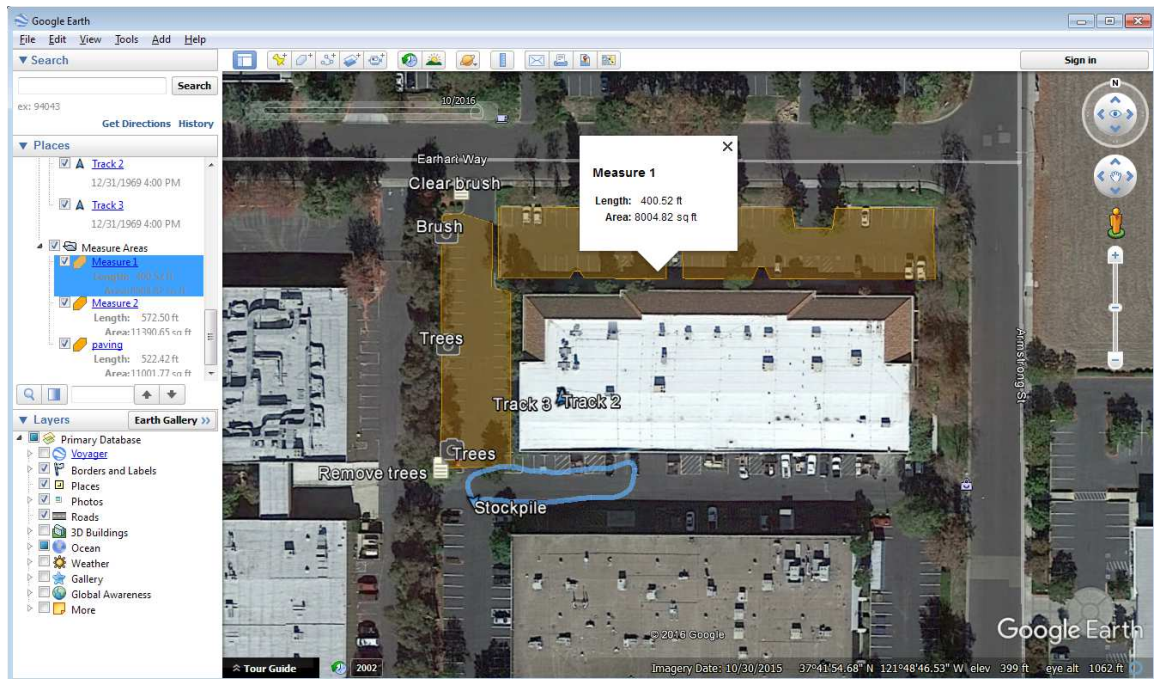 Google Earth
File Edit View Tools Add Help
Search
Sign in
Search
ex: 94043
Get Directions History
Places
Track 2
12/31/1969 4:00 PM
Track 3
12/31/1969 4:00 PM
Measure Areas
Measure 1
Measure 2
Length: 572.50 ft
Area:11390.65 sq ft
paving
Length: 522.42 ft
Area:11001.77 sq ft
Layers
Earth Gallery >>
Primary Database
Voyager
Borders and Labels
Places
Photos
Roads
3D Buildings
Ocean
Weather
Gallery
Global Awareness
More
10/2016
N
Earhart Way
Clear brush
Brush
Measure 1
Length: 400.52 ft
Area: 8004.82 sq ft
Trees
Armstrong St
Track 3
Track 2
Trees
Remove trees
Stockpile
© 2016 Google
Google Earth
Tour Guide
2002
Imagery Date: 10/30/2015 37°41'54.68" N 121°48'46.53" W elev 399 ft eye alt 1062 ft